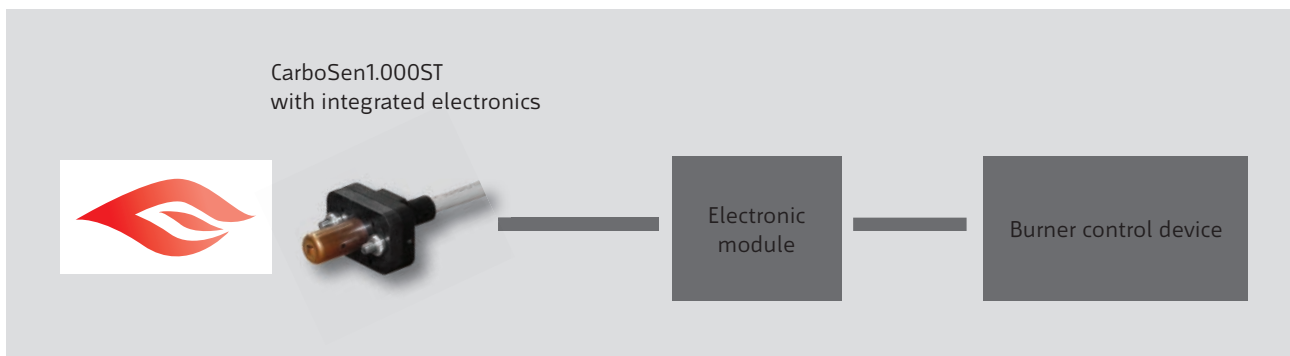 CarboSen1.000ST
with integrated electronics
Electronic
module
Burner control device